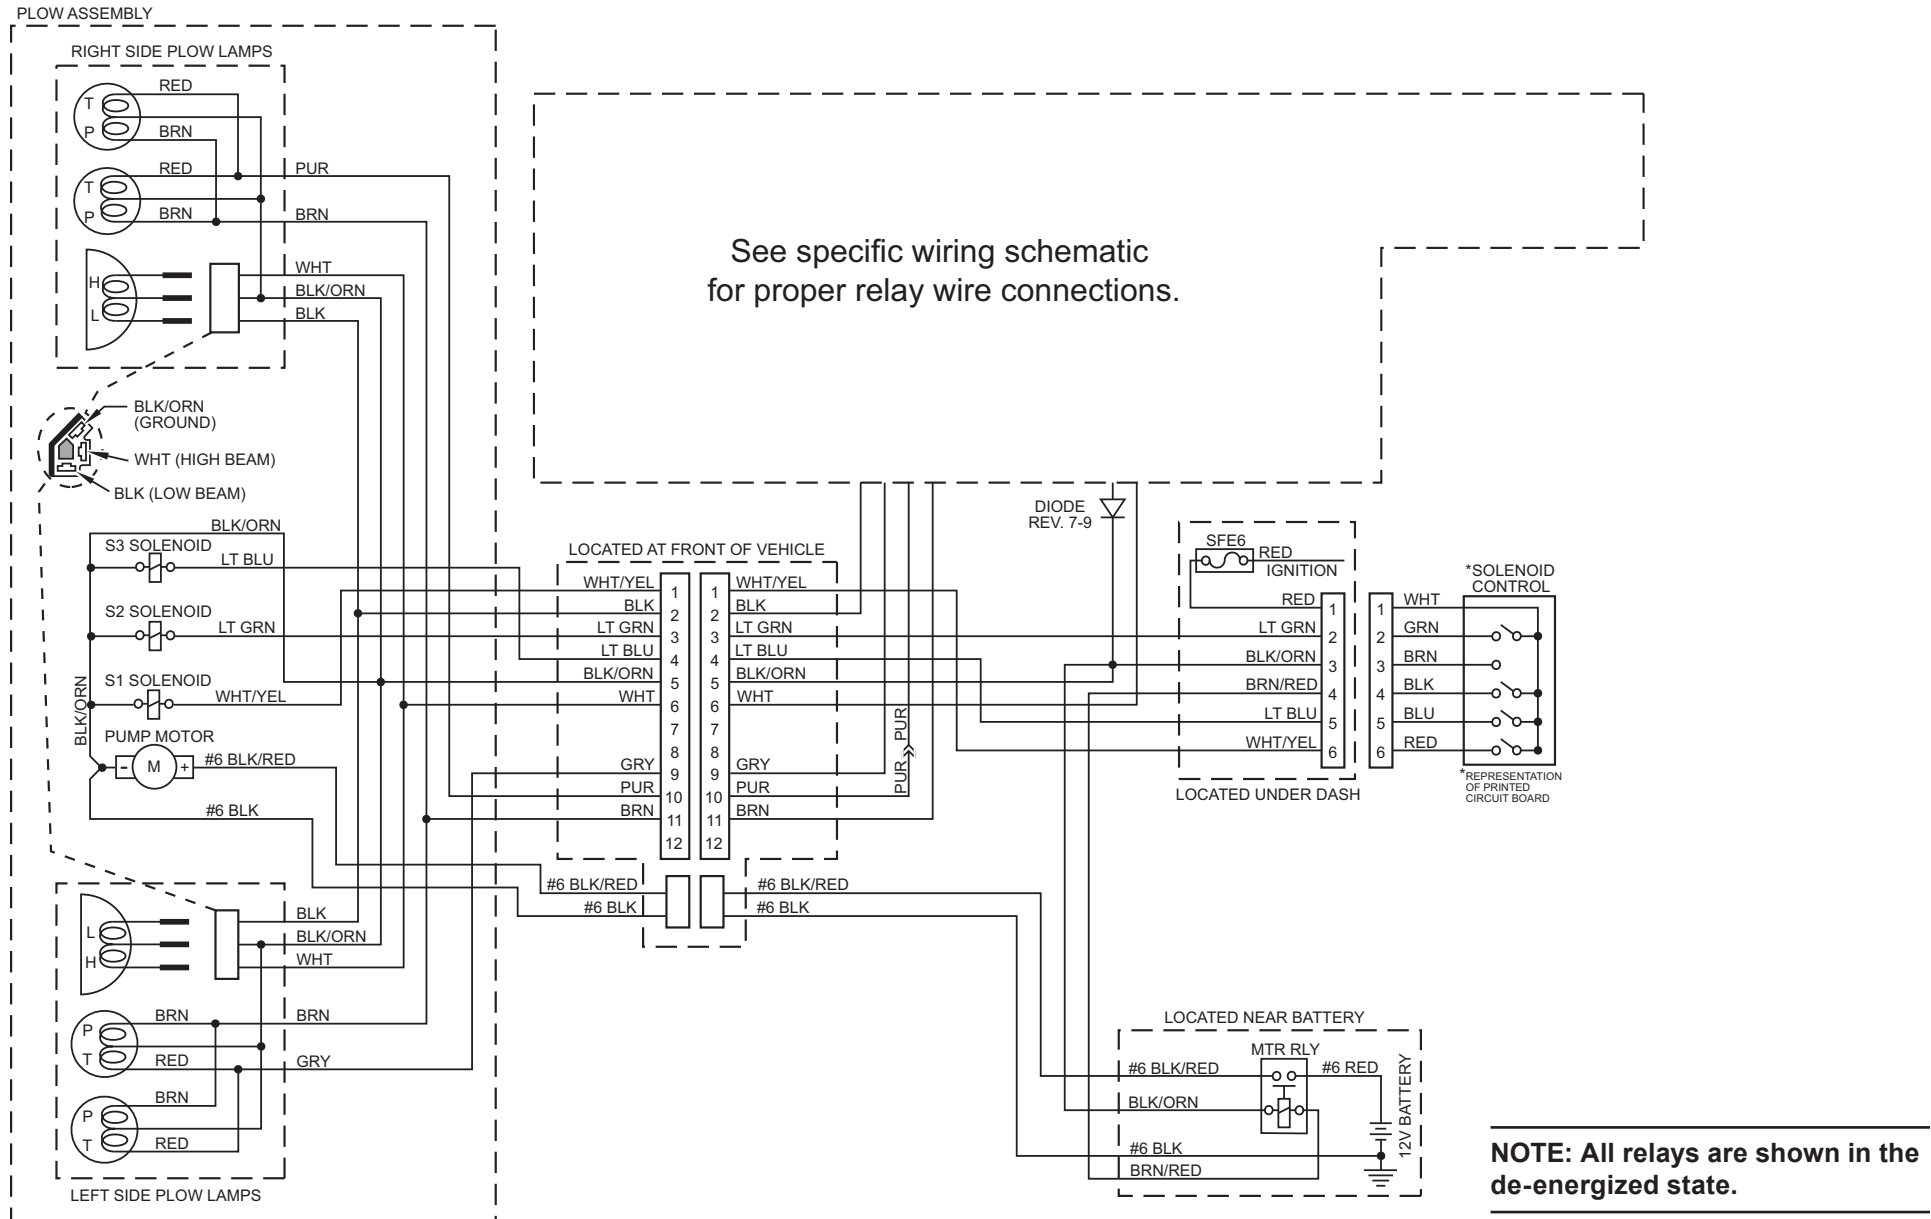 PLOW ASSEMBLY
RIGHT SIDE PLOW LAMPS
T
P
RED
BRN
T
P
RED
BRN
PUR
BRN
H
L
WHT
BLK/ORN
BLK
BLK/ORN
(GROUND)
WHT (HIGH BEAM)
BLK (LOW BEAM)
BLK/ORN
S3 SOLENOID
LT BLU
S2 SOLENOID
LT GRN
S1 SOLENOID
WHT/YEL
BLK/ORN
PUMP MOTOR
- M +
#6 BLK/RED
#6 BLK
L
H
BLK
BLK/ORN
WHT
P
T
BRN
RED
BRN
GRY
P
T
BRN
RED
LEFT SIDE PLOW LAMPS
See specific wiring schematic
for proper relay wire connections.
LOCATED AT FRONT OF VEHICLE
WHT/YEL 1 1 WHT/YEL
BLK 2 2 BLK
LT GRN 3 3 LT GRN
LT BLU 4 4 LT BLU
BLK/ORN 5 5 BLK/ORN
WHT 6 6 WHT
7 7
8 8
GRY 9 9 GRY
PUR 10 10 PUR
BRN 11 11 BRN
12 12
#6 BLK/RED #6 BLK/RED
#6 BLK #6 BLK
PUR PUR
DIODE
REV. 7-9
SFE6
RED
IGNITION
RED 1
LT GRN 2
BLK/ORN 3
BRN/RED 4
LT BLU 5
WHT/YEL 6
LOCATED UNDER DASH
*SOLENOID
CONTROL
1 WHT
2 GRN
3 BRN
4 BLK
5 BLU
6 RED
*REPRESENTATION
OF PRINTED
CIRCUIT BOARD
LOCATED NEAR BATTERY
MTR RLY
#6 BLK/RED
#6 RED
BLK/ORN
#6 BLK
BRN/RED
12V BATTERY
NOTE: All relays are shown in the
de-energized state.